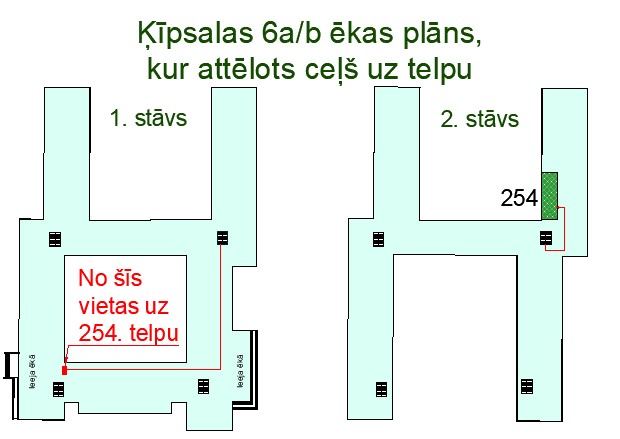 Ķīpsalas 6a/b ēkas plāns,
kur attēlots ceļš uz telpu
1. stāvs
2. stāvs
254
No šīs
vietas uz
254. telpu
Ieeja ēkā
Ieeja ēkā